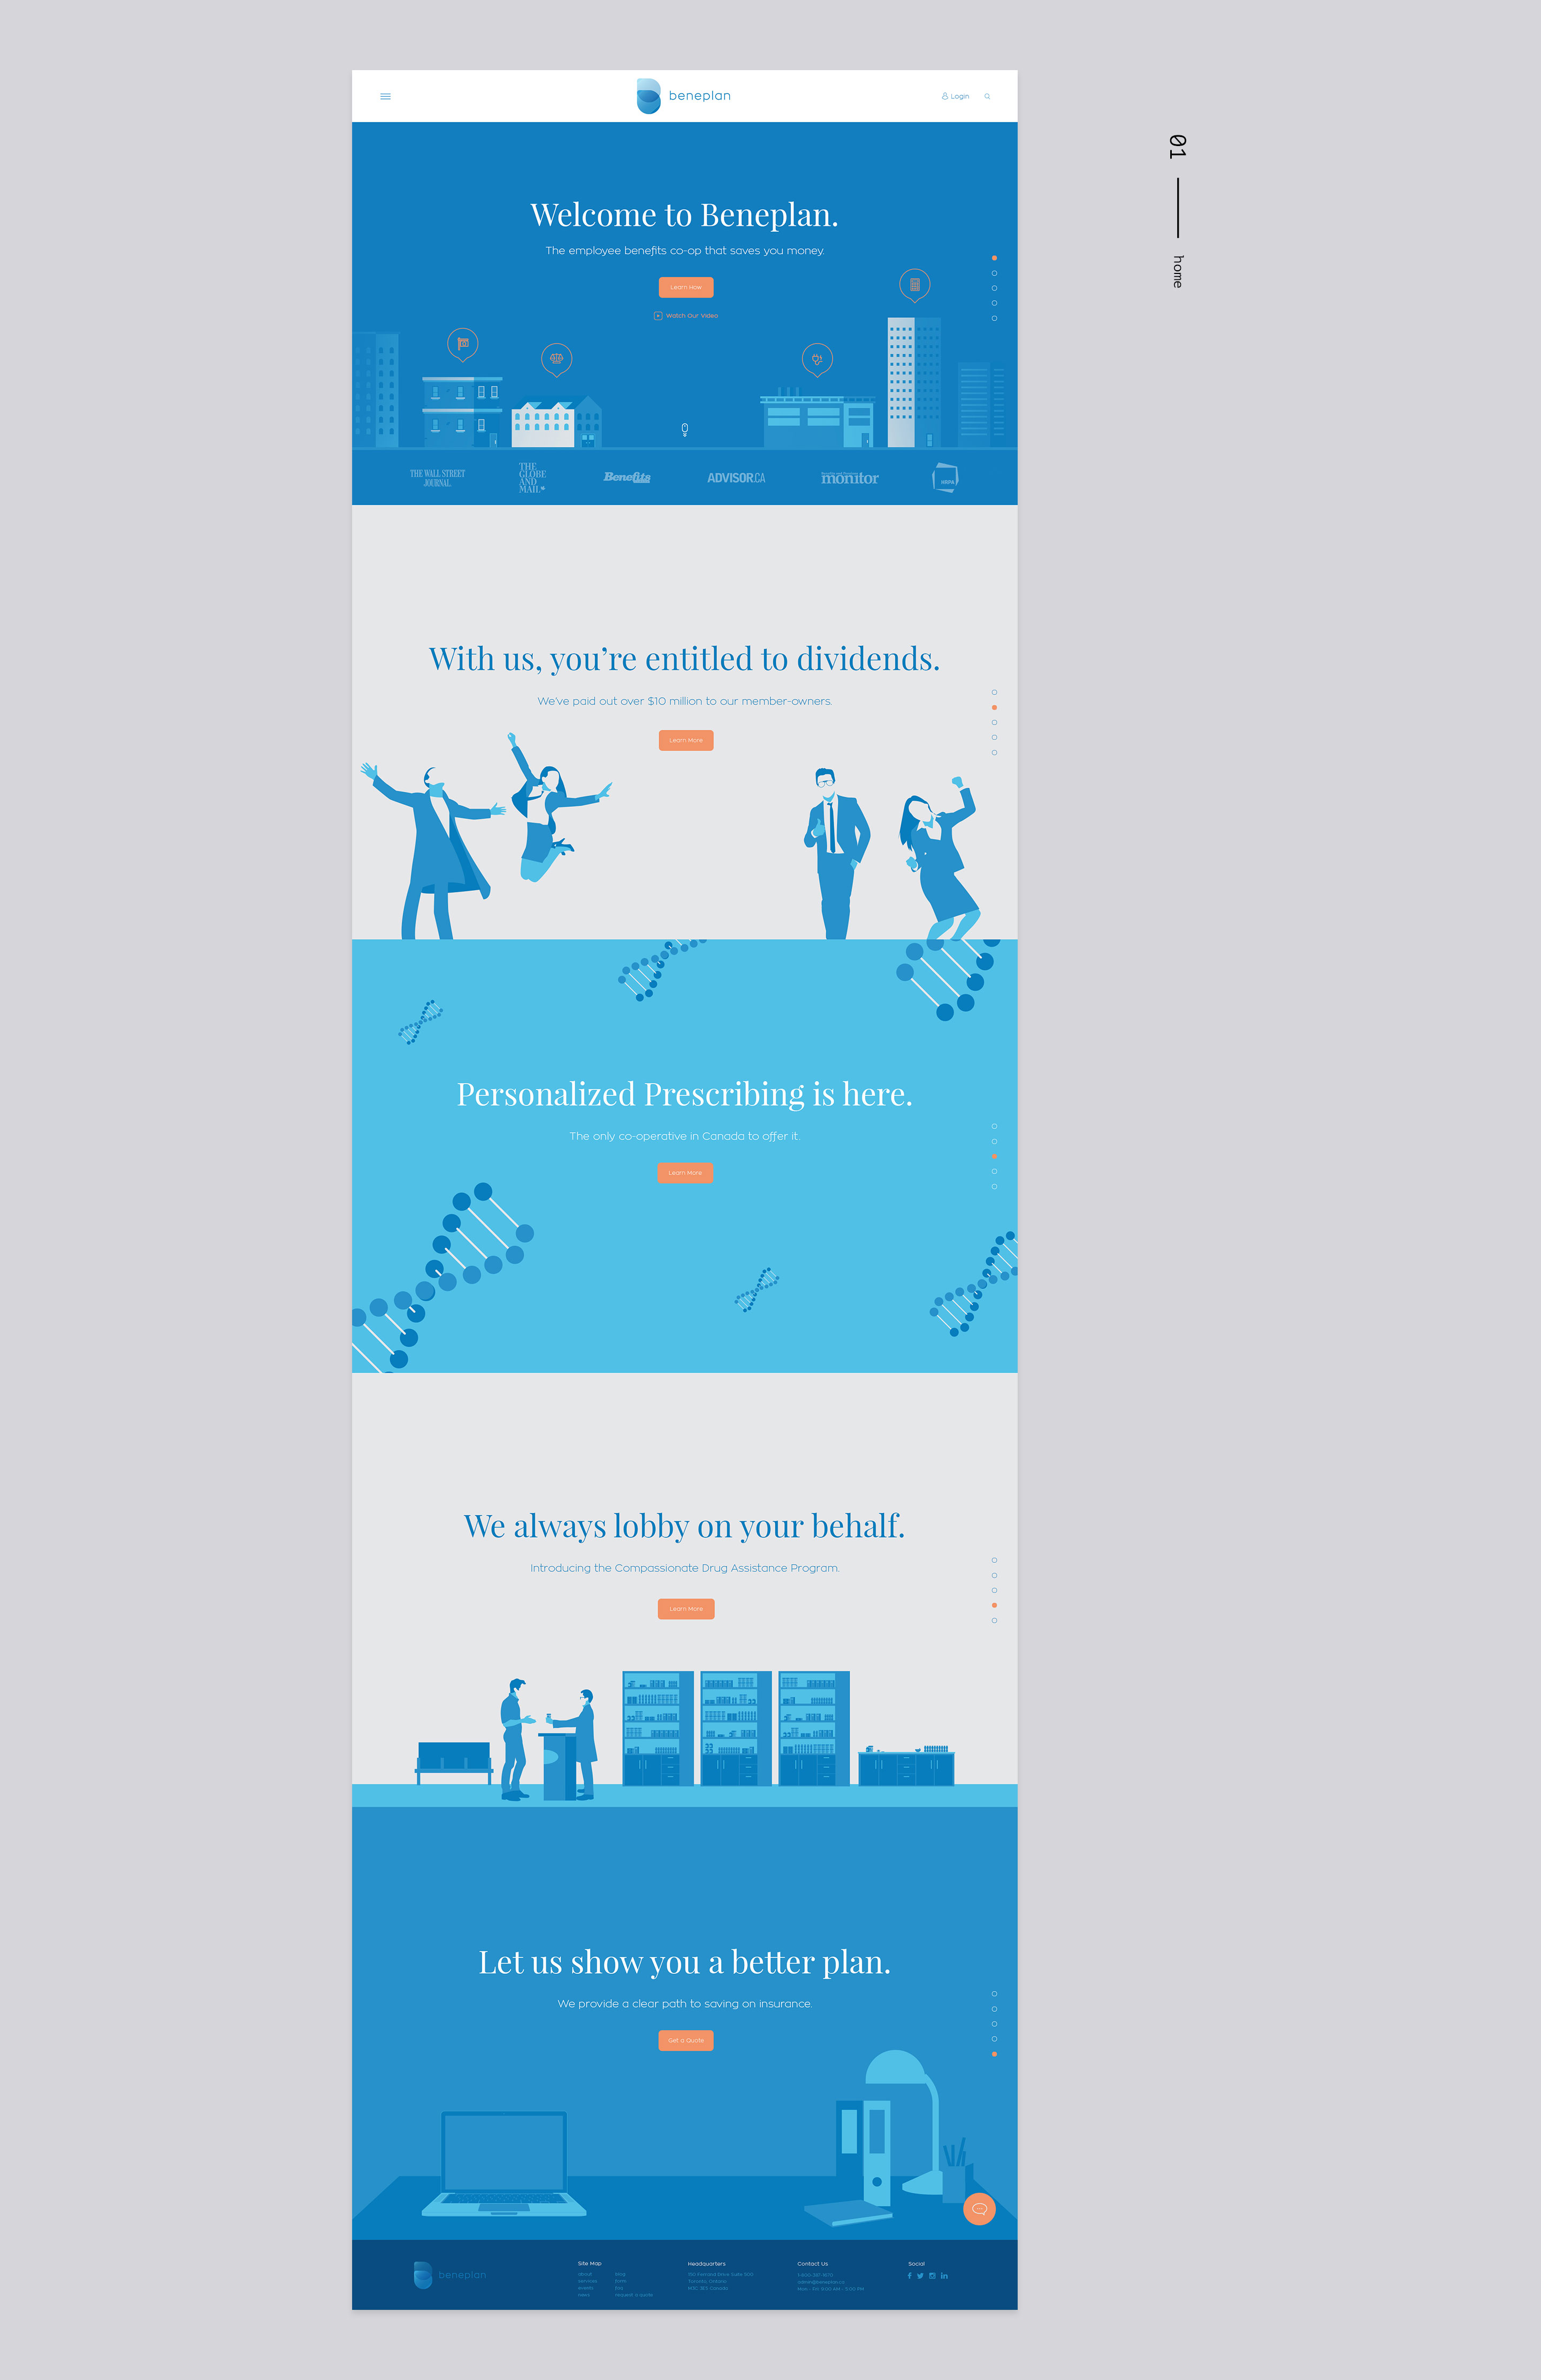 beneplan
Login
01
home
Welcome to Beneplan.
The employee benefits co-op that saves you money.
Learn How
Watch Our Video
THE WALL STREET
JOURNAL.
THE
GLOBE
AND
MAIL
Benefits
ADVISOR.CA
monitor
HRPA
With us, you’re entitled to dividends.
We've paid out over $10 million to our member-owners.
Learn More
Personalized Prescribing is here.
The only co-operative in Canada to offer it.
Learn More
We always lobby on your behalf.
Introducing the Compassionate Drug Assistance Program.
Learn More
Let us show you a better plan.
We provide a clear path to saving on insurance.
Get a Quote
beneplan
Site Map
Headquarters
Contact Us
Social